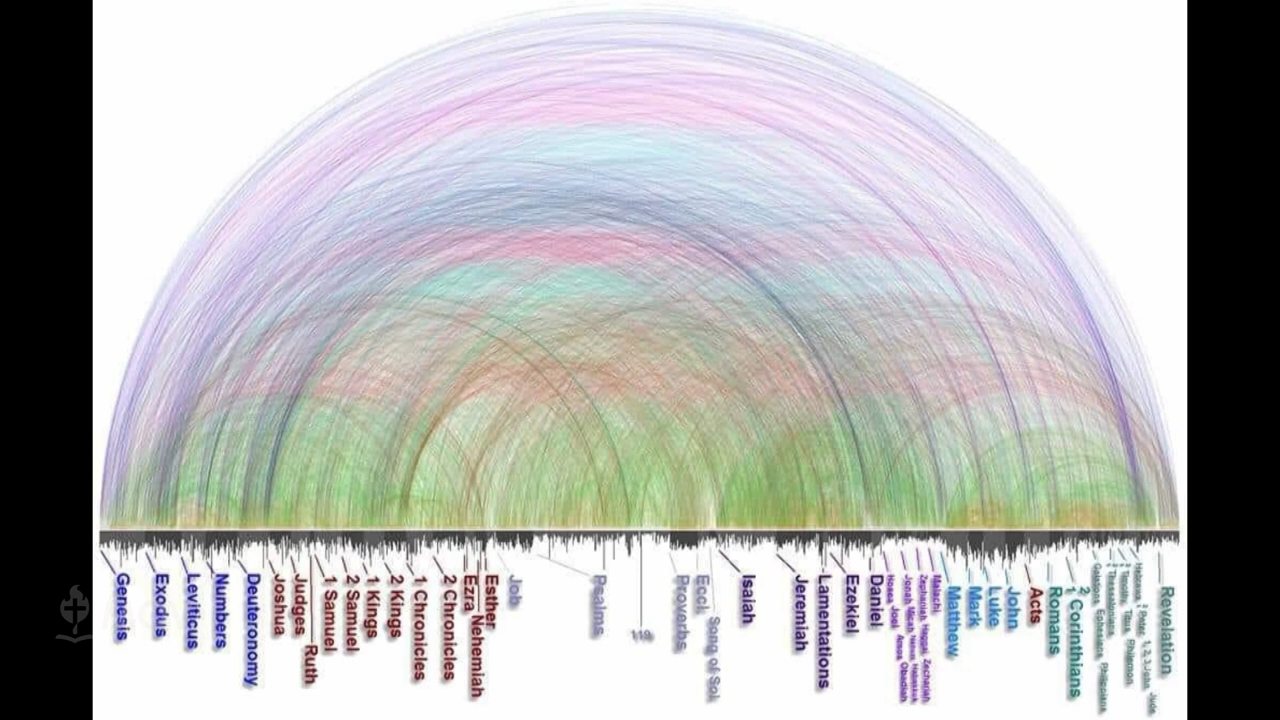 Genesis
Exodus
Leviticus
Numbers
Deuteronomy
Joshua
Judges
Ruth
1 Samuel
2 Samuel
1 Kings
2 Kings
1 Chronicles
2 Chronicles
Ezra
Nehemiah
Esther
Job
Psalms
Proverbs
Eccl
Song of Sol
Isaiah
Jeremiah
Lamentations
Ezekiel
Daniel
Hosea Joel Amos Obadiah
Jonah Micah Nahum Habakkuk
Zephaniah Haggai Zechariah
Malachi
Matthew
Mark
Luke
John
Acts
Romans
1 Corinthians
2
Galatians Ephesians Philippians
Thessalonians
Timothy Titus Philemon
Hebrews
Peter 1,2,3 John Jude
Revelation